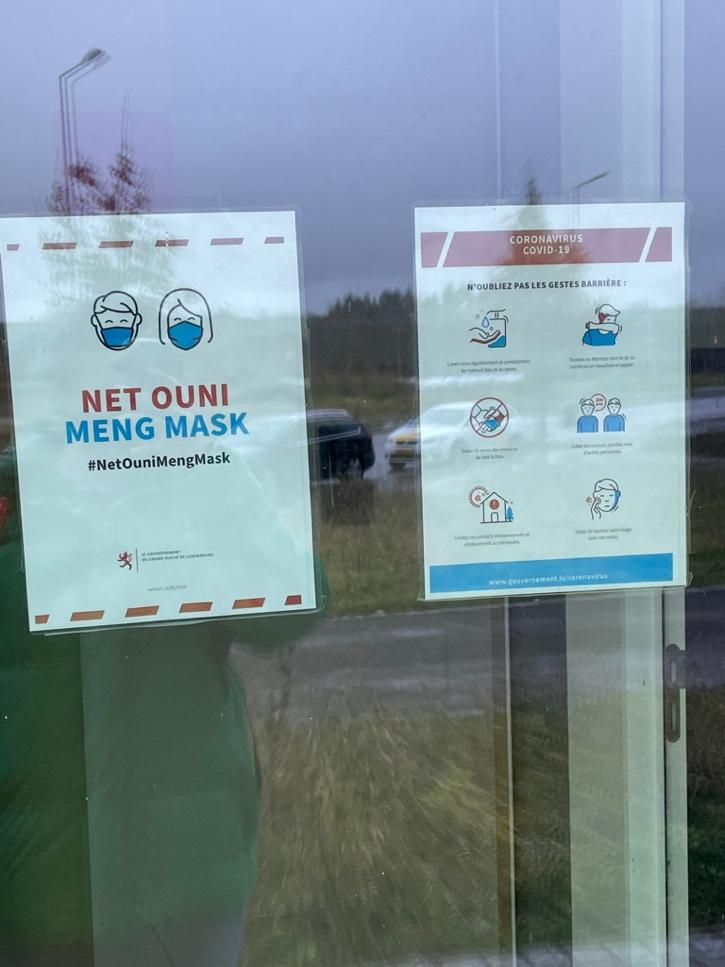 NET OUNI
MENG MASK
#NetOuniMengMask
LE GOUVERNEMENT
DU GRAND-DUCHÉ DE LUXEMBOURG
CORONAVIRUS
COVID-19
N'OUBLIEZ PAS LES GESTES BARRIÈRE :
Lavez-vous régulièrement et correctement
les mains à l'eau et au savon.
Toussez ou éternuez dans le pli du
coude ou un mouchoir en papier.
Évitez de serrer des mains ou
de faire la bise.
Évitez les contacts proches avec
d'autres personnes.
Limitez vos contacts interpersonnels et
déplacements au nécessaire.
Évitez de toucher votre visage
avec vos mains.
www.gouvernement.lu/coronavirus